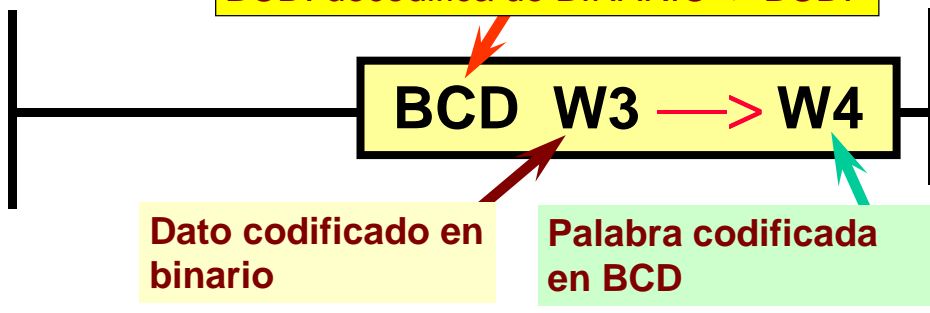 BCD W3 —> W4
Dato codificado en
binario
Palabra codificada
en BCD